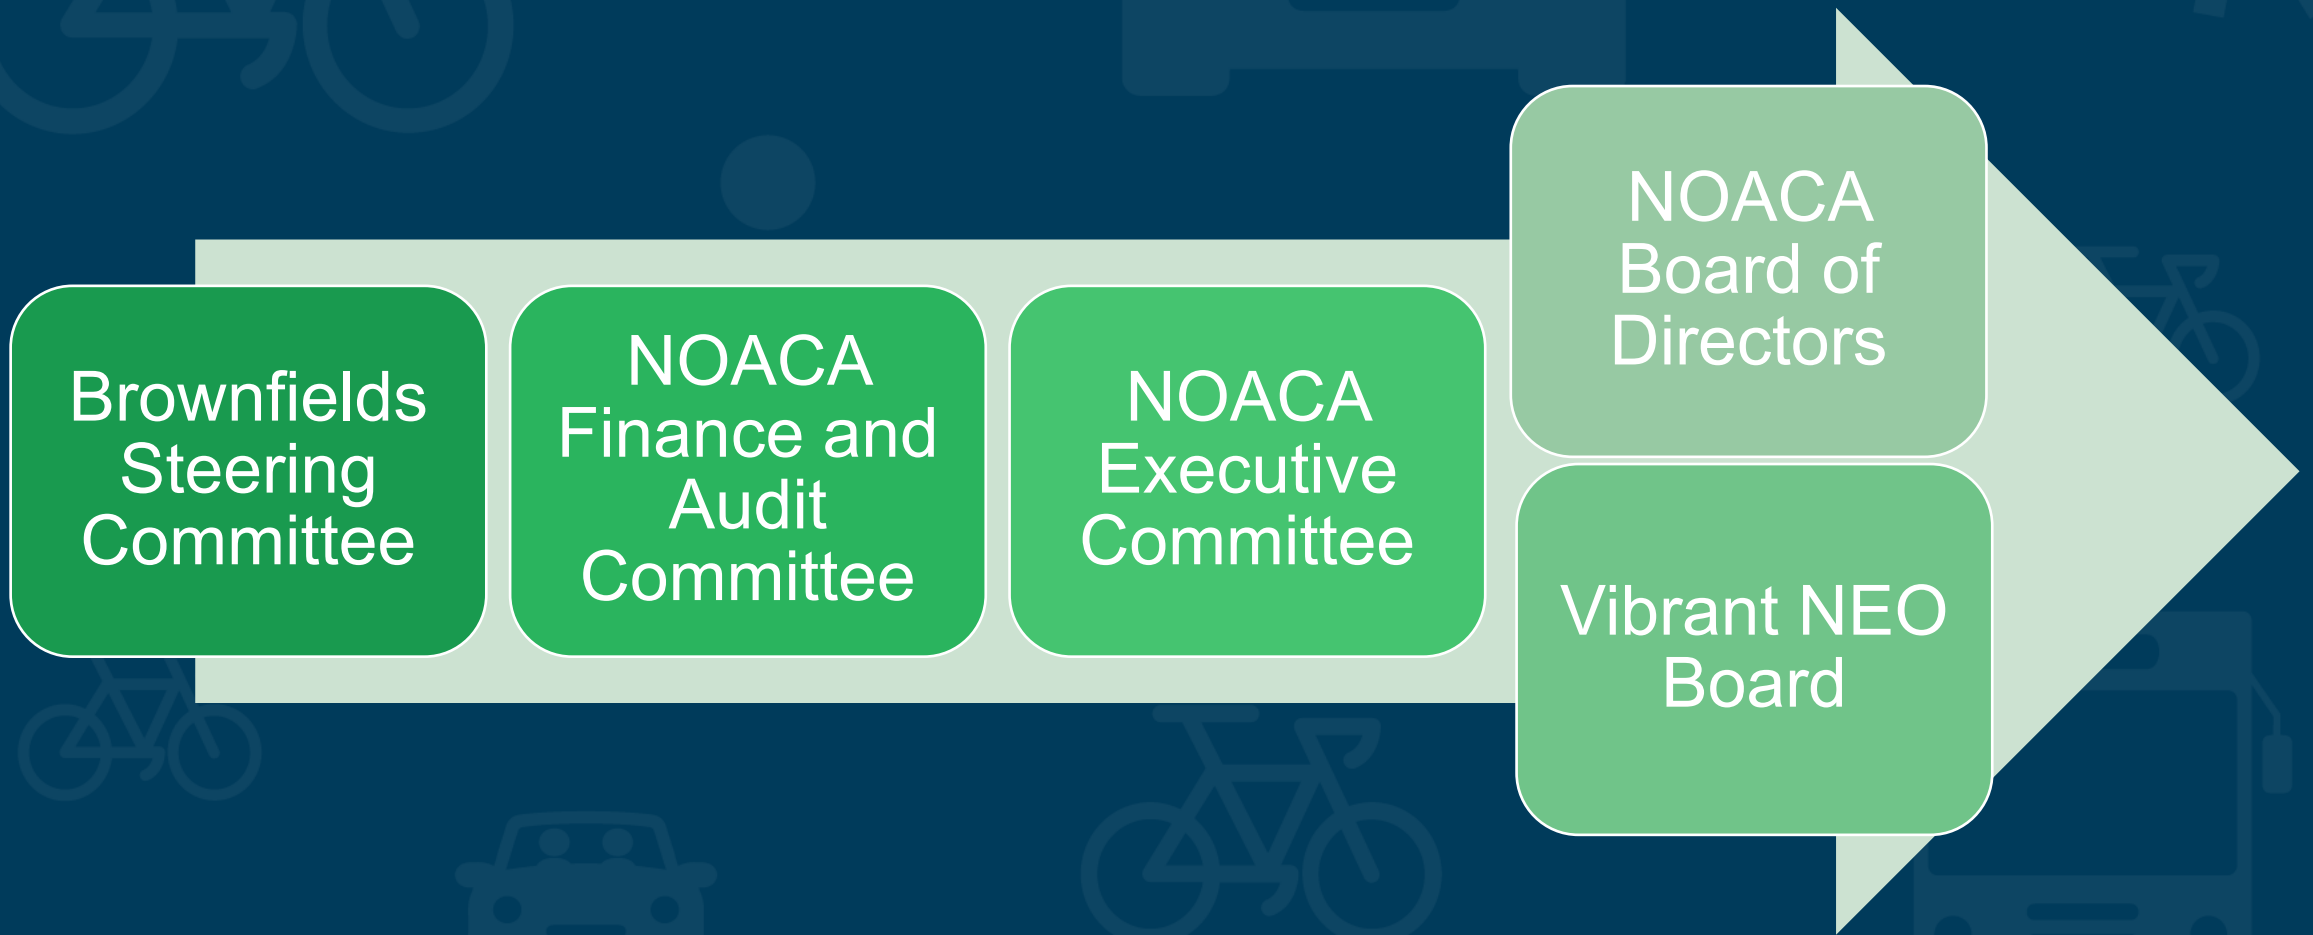 Brownfields
Steering
Committee
NOACA
Finance and
Audit
Committee
NOACA
Executive
Committee
NOACA
Board of
Directors
Vibrant NEO
Board